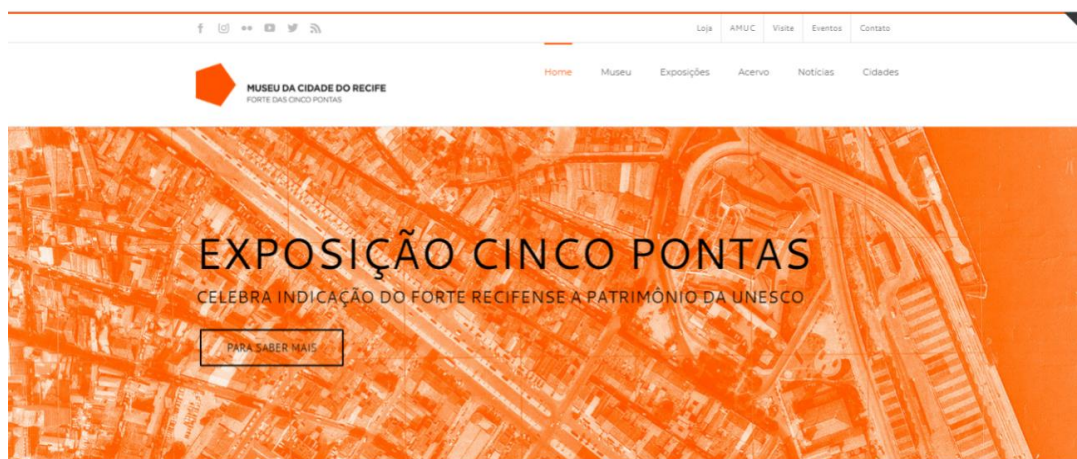 Loja AMUC Visite Eventos Contato
Home Museu Exposições Acervo Notícias Cidades
MUSEU DA CIDADE DO RECIFE
FORTE DAS CINCO PONTAS
EXPOSIÇÃO CINCO PONTAS
CELEBRA INDICAÇÃO DO FORTE RECIFENSE A PATRIMÔNIO DA UNESCO
PARA SABER MAIS